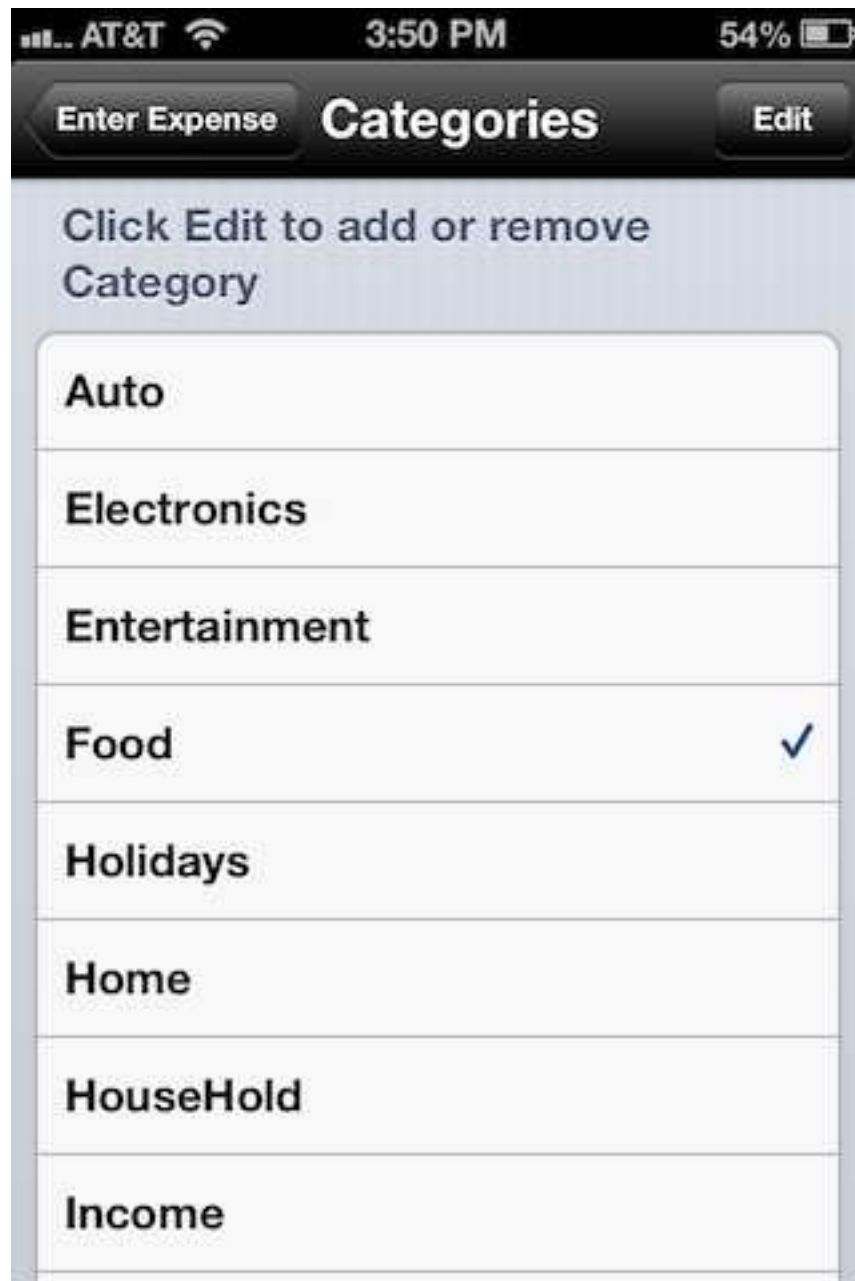 AT&T 3:50 PM 54%
Enter Expense Categories Edit
Click Edit to add or remove
Category
Auto
Electronics
Entertainment
Food
Holidays
Home
HouseHold
Income